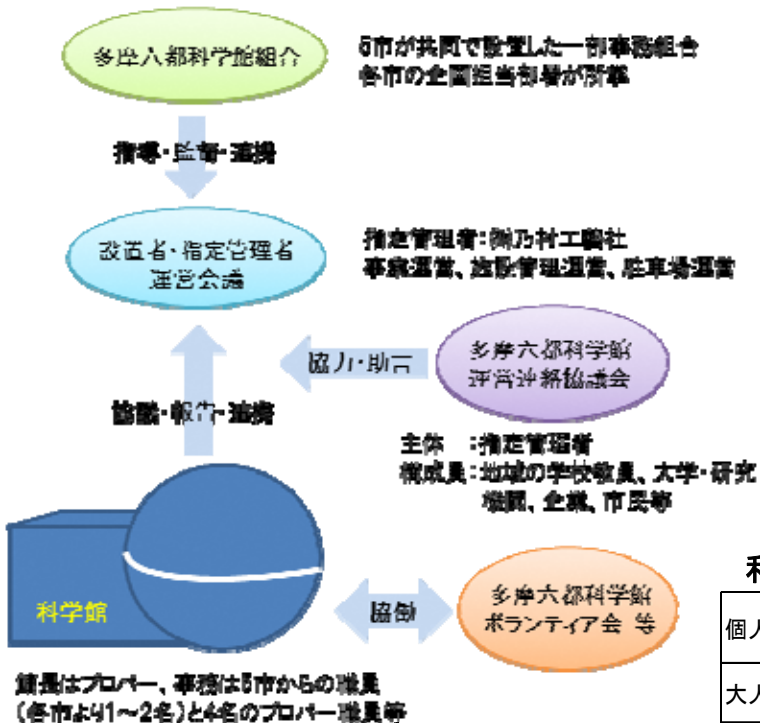 多摩六都科学館組合
5市が共同で設置した一部事務組合
各市の企画担当部署が所掌
指導・監督・連携
設置者・指定管理者
運営会議
指定管理者：㈱乃村工藝社
事業運営、施設管理運営、駐車場運営
協力・助言
多摩六都科学館
運営連絡協議会
協議・報告・連携
主体　：指定管理者
構成員：地域の学校教員、大学・研究
機関、企業、市民等
科学館
協働
多摩六都科学館
ボランティア会 等
個人
大人
館長はプロパー、事務は5市からの職員
（各市より1～2名）と4名のプロパー職員等